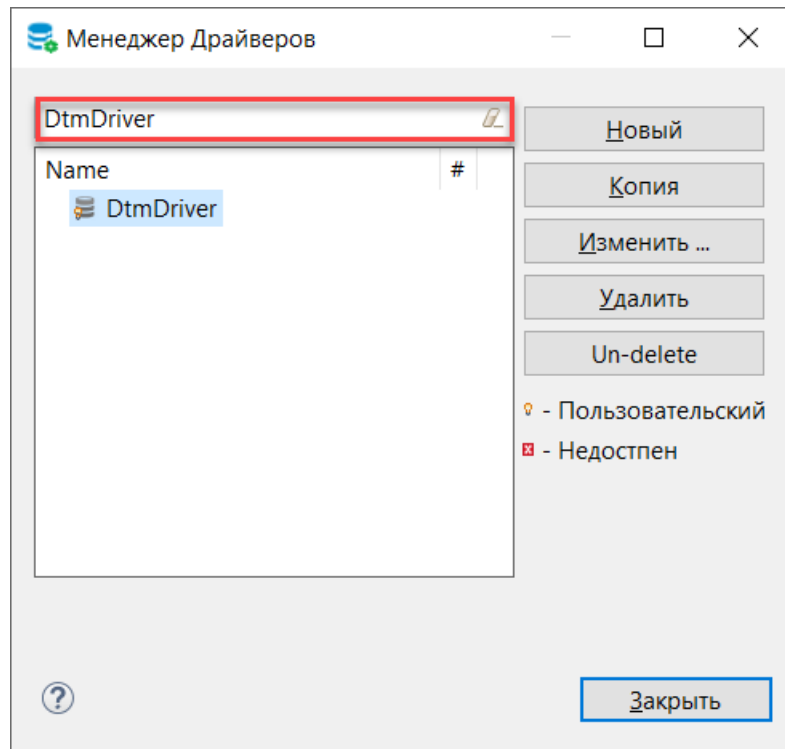 Менеджер Драйверов
DtmDriver
Name #
DtmDriver
Новый
Копия
Изменить ...
Удалить
Un-delete
- Пользовательский
- Недостпен
Закрыть